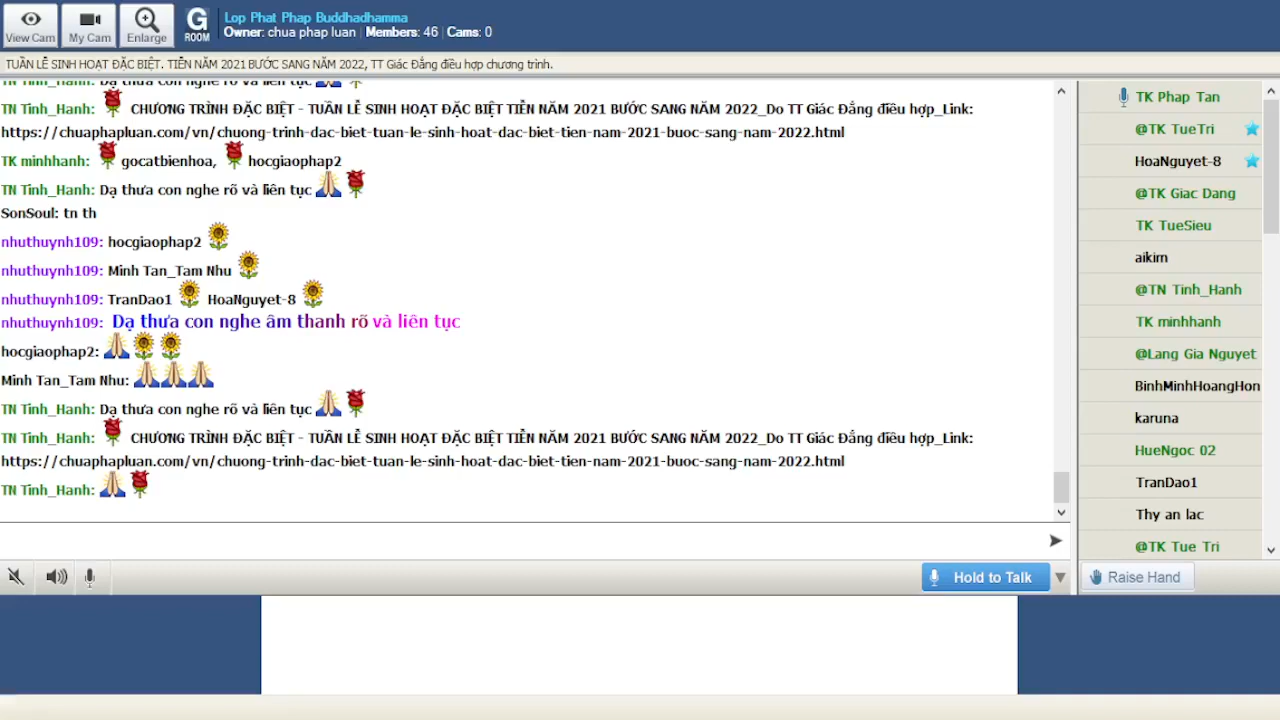 View Cam
My Cam
Enlarge
G
ROOM
Lop Phat Phap Buddhadhamma
Owner: chua phap luan | Members: 46 | Cams: 0
TUẦN LỄ SINH HOẠT ĐẶC BIỆT. TIỄN NĂM 2021 BƯỚC SANG NĂM 2022, TT Giác Đẳng điều hợp chương trình.
TN Tinh_Hanh: Dạ thưa con nghe rõ và liên tục
TN Tinh_Hanh: CHƯƠNG TRÌNH ĐẶC BIỆT - TUẦN LỄ SINH HOẠT ĐẶC BIỆT TIỄN NĂM 2021 BƯỚC SANG NĂM 2022_Do TT Giác Đẳng điều hợp_Link:
https://chuaphapluan.com/vn/chuong-trinh-dac-biet-tuan-le-sinh-hoat-dac-biet-tien-nam-2021-buoc-sang-nam-2022.html
TK minhhanh: gocatbienhoa, hocgiaophap2
TN Tinh_Hanh: Dạ thưa con nghe rõ và liên tục
SonSoul: tn th
nhuthuynh109: hocgiaophap2
nhuthuynh109: Minh Tan_Tam Nhu
nhuthuynh109: TranDao1 HoaNguyet-8
nhuthuynh109: Dạ thưa con nghe âm thanh rõ và liên tục
hocgiaophap2:
Minh Tan_Tam Nhu:
TN Tinh_Hanh: Dạ thưa con nghe rõ và liên tục
TN Tinh_Hanh: CHƯƠNG TRÌNH ĐẶC BIỆT - TUẦN LỄ SINH HOẠT ĐẶC BIỆT TIỄN NĂM 2021 BƯỚC SANG NĂM 2022_Do TT Giác Đẳng điều hợp_Link:
https://chuaphapluan.com/vn/chuong-trinh-dac-biet-tuan-le-sinh-hoat-dac-biet-tien-nam-2021-buoc-sang-nam-2022.html
TN Tinh_Hanh:
Hold to Talk
TK Phap Tan
@TK TueTri
HoaNguyet-8
@TK Giac Dang
TK TueSieu
aikim
@TN Tinh_Hanh
TK minhhanh
@Lang Gia Nguyet
BinhMinhHoangHon
karuna
HueNgoc 02
TranDao1
Thy an lac
@TK Tue Tri
Raise Hand